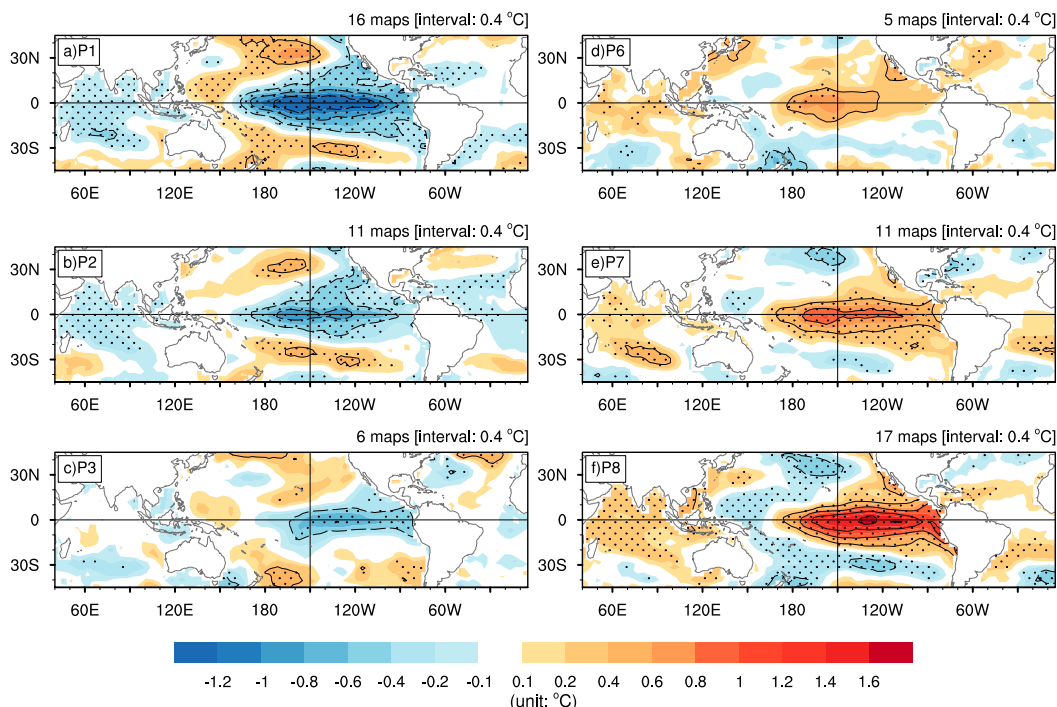 16 maps [interval: 0.4 °C]
a)P1
30N
0
30S
60E 120E 180 120W 60W
5 maps [interval: 0.4 °C]
d)P6
30N
0
30S
60E 120E 180 120W 60W
11 maps [interval: 0.4 °C]
b)P2
30N
0
30S
60E 120E 180 120W 60W
11 maps [interval: 0.4 °C]
e)P7
30N
0
30S
60E 120E 180 120W 60W
6 maps [interval: 0.4 °C]
c)P3
30N
0
30S
60E 120E 180 120W 60W
17 maps [interval: 0.4 °C]
f)P8
30N
0
30S
60E 120E 180 120W 60W
-1.2 -1 -0.8 -0.6 -0.4 -0.2 -0.1 0.1 0.2 0.4 0.6 0.8 1 1.2 1.4 1.6
(unit: °C)